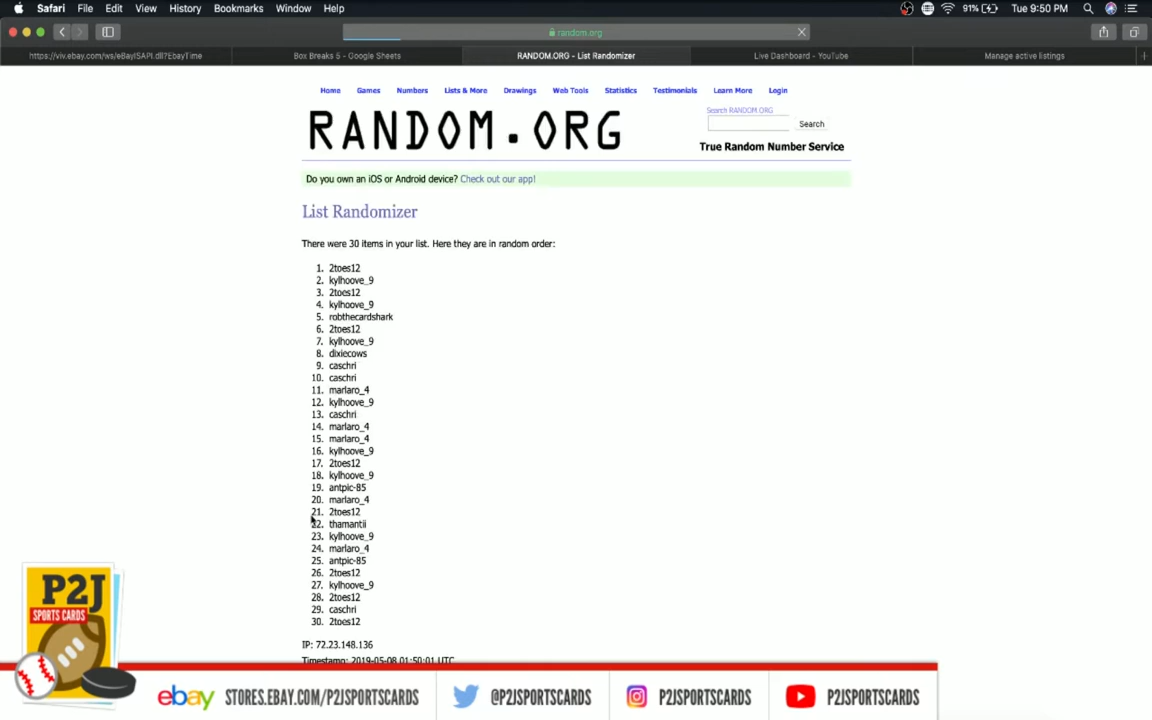 Safari File Edit View History Bookmarks Window Help 91% Tue 9:50 PM
random.org
https://viv.ebay.com/ws/eBayISAPI.dll?EbayTime Box Breaks 5 - Google Sheets RANDOM.ORG - List Randomizer Live Dashboard - YouTube Manage active listings
Home Games Numbers Lists & More Drawings Web Tools Statistics Testimonials Learn More Login
RANDOM.ORG
Search RANDOM.ORG
Search
True Random Number Service
Do you own an iOS or Android device? Check out our app!
List Randomizer
There were 30 items in your list. Here they are in random order:
1. 2toes12
2. kylhoove_9
3. 2toes12
4. kylhoove_9
5. robthecardshark
6. 2toes12
7. kylhoove_9
8. dixiecows
9. caschri
10. caschri
11. marlaro_4
12. kylhoove_9
13. caschri
14. marlaro_4
15. marlaro_4
16. kylhoove_9
17. 2toes12
18. kylhoove_9
19. antpic-85
20. marlaro_4
21. 2toes12
22. thamantii
23. kylhoove_9
24. marlaro_4
25. antpic-85
26. 2toes12
27. kylhoove_9
28. 2toes12
29. caschri
30. 2toes12
IP: 72.23.148.136
Timestamp: 2019-05-08 01:50:01 UTC
P2J
SPORTS CARDS
ebay STORES.EBAY.COM/P2JSPORTSCARDS @P2JSPORTSCARDS P2JSPORTSCARDS P2JSPORTSCARDS